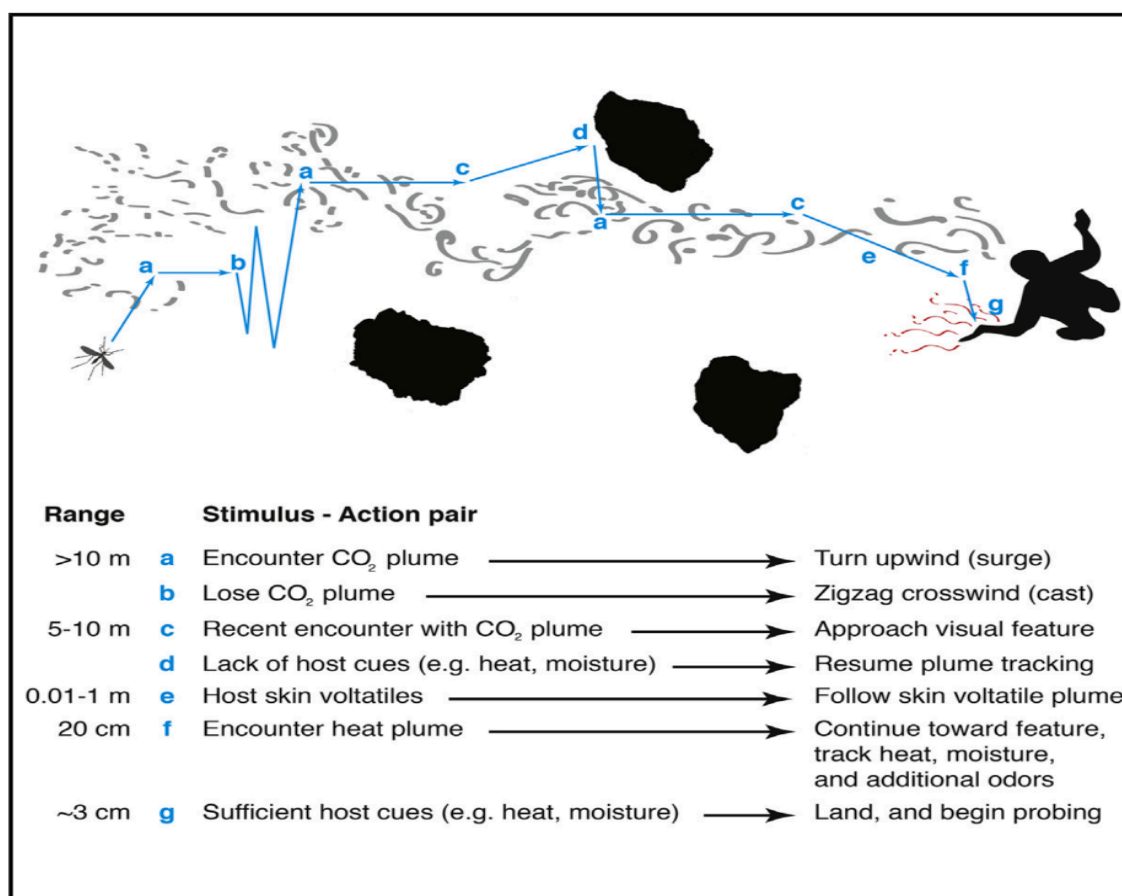 a
b
a
c
d
a
c
e
f
g
Range Stimulus - Action pair
>10 m a Encounter CO₂ plume Turn upwind (surge)
b Lose CO₂ plume Zigzag crosswind (cast)
5-10 m c Recent encounter with CO₂ plume Approach visual feature
d Lack of host cues (e.g. heat, moisture) Resume plume tracking
0.01-1 m e Host skin voltatiles Follow skin voltatile plume
20 cm f Encounter heat plume Continue toward feature,
track heat, moisture,
and additional odors
~3 cm g Sufficient host cues (e.g. heat, moisture) Land, and begin probing